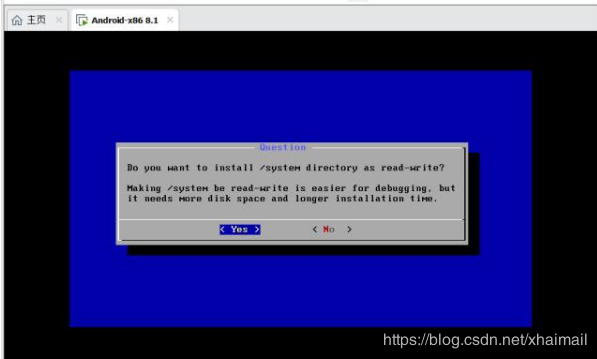 主页
Android-x86 8.1
Question
Do you want to install /system directory as read-write?
Making /system be read-write is easier for debugging, but
it needs more disk space and longer installation time.
< Yes >
< No >
https://blog.csdn.net/xhaimail